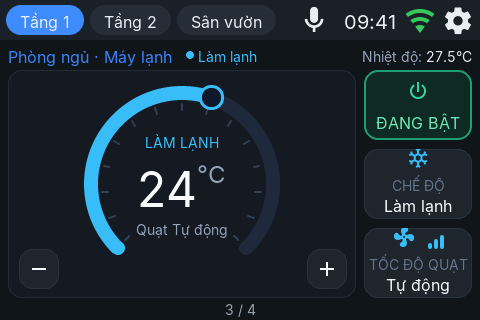 Tầng 1 Tầng 2 Sân vườn 09:41
Phòng ngủ · Máy lạnh Làm lạnh Nhiệt độ: 27.5°C
LÀM LẠNH
24°C
Quạt Tự động
− +
ĐANG BẬT
CHẾ ĐỘ
Làm lạnh
TỐC ĐỘ QUẠT
Tự động
3 / 4